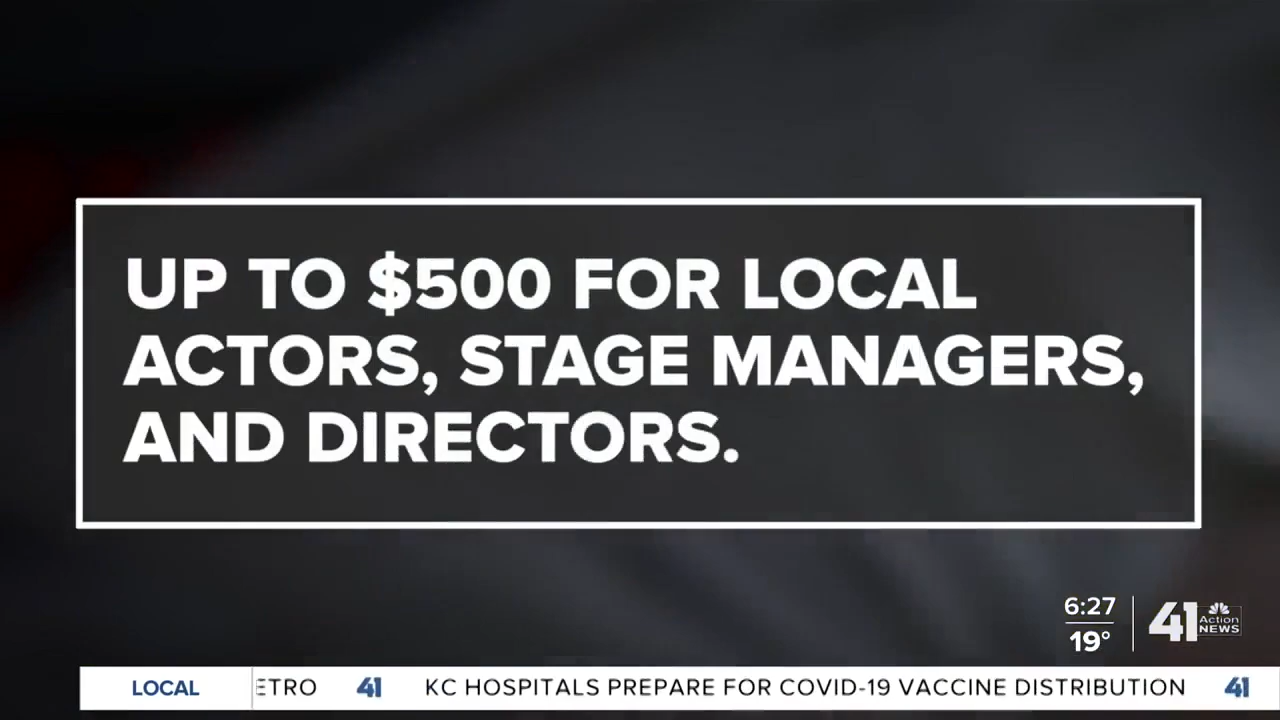 UP TO $500 FOR LOCAL
ACTORS, STAGE MANAGERS,
AND DIRECTORS.
6:27
19°
41 Action NEWS
LOCAL ETRO 41 KC HOSPITALS PREPARE FOR COVID-19 VACCINE DISTRIBUTION 41